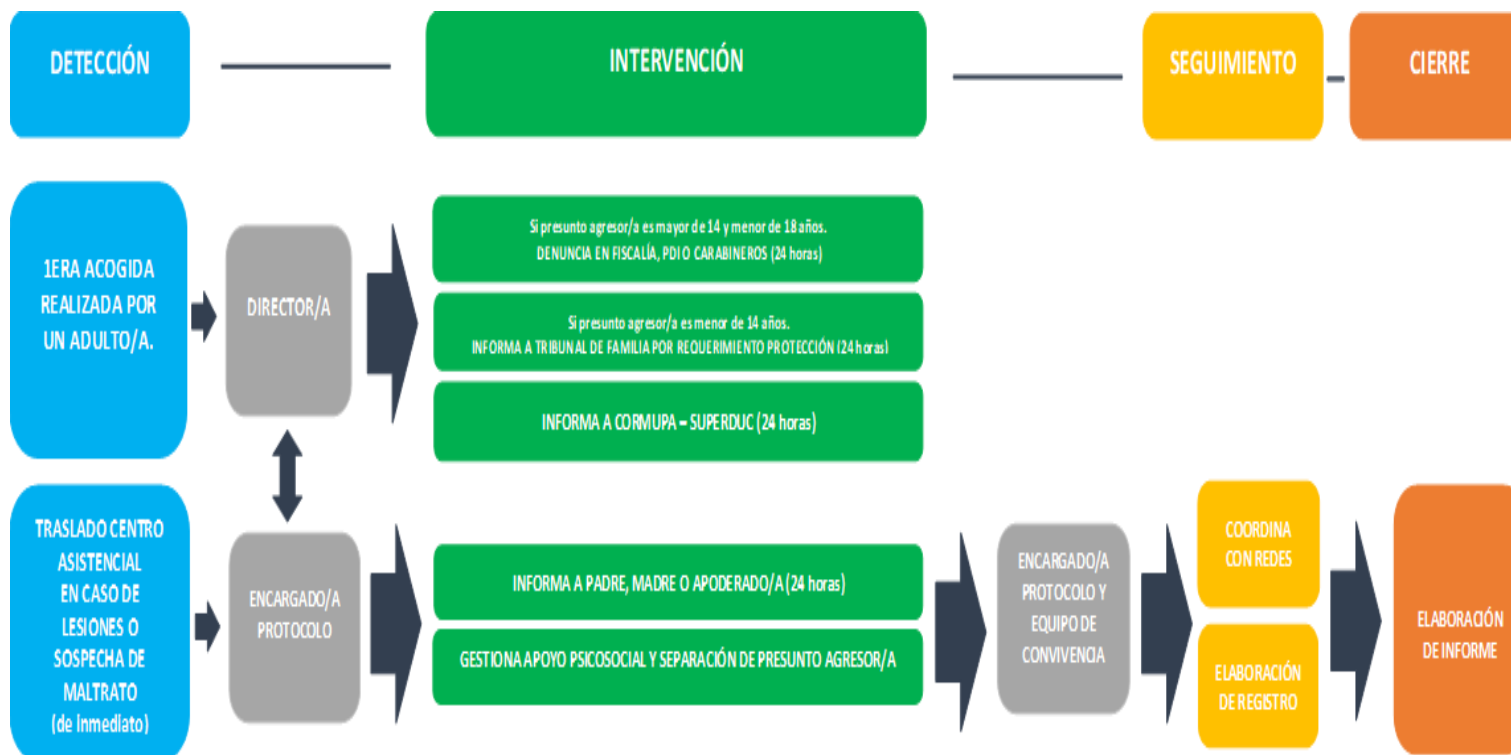 DETECCIÓN
INTERVENCIÓN
SEGUIMIENTO
CIERRE
1ERA ACOGIDA
REALIZADA POR
UN ADULTO/A.
DIRECTOR/A
Si presunto agresor/a es mayor de 14 y menor de 18 años.
DENUNCIA EN FISCALÍA, PDI O CARABINEROS (24 horas)
Si presunto agresor/a es menor de 14 años.
INFORMA A TRIBUNAL DE FAMILIA POR REQUERIMIENTO PROTECCIÓN (24 horas)
INFORMA A CORMUPA – SUPERDUC (24 horas)
TRASLADO CENTRO
ASISTENCIAL
EN CASO DE
LESIONES O
SOSPECHA DE
MALTRATO
(de inmediato)
ENCARGADO/A
PROTOCOLO
INFORMA A PADRE, MADRE O APODERADO/A (24 horas)
GESTIONA APOYO PSICOSOCIAL Y SEPARACIÓN DE PRESUNTO AGRESOR/A
ENCARGADO/A
PROTOCOLO Y
EQUIPO DE
CONVIVENCIA
COORDINA
CON REDES
ELABORACIÓN
DE REGISTRO
ELABORACIÓN
DE INFORME